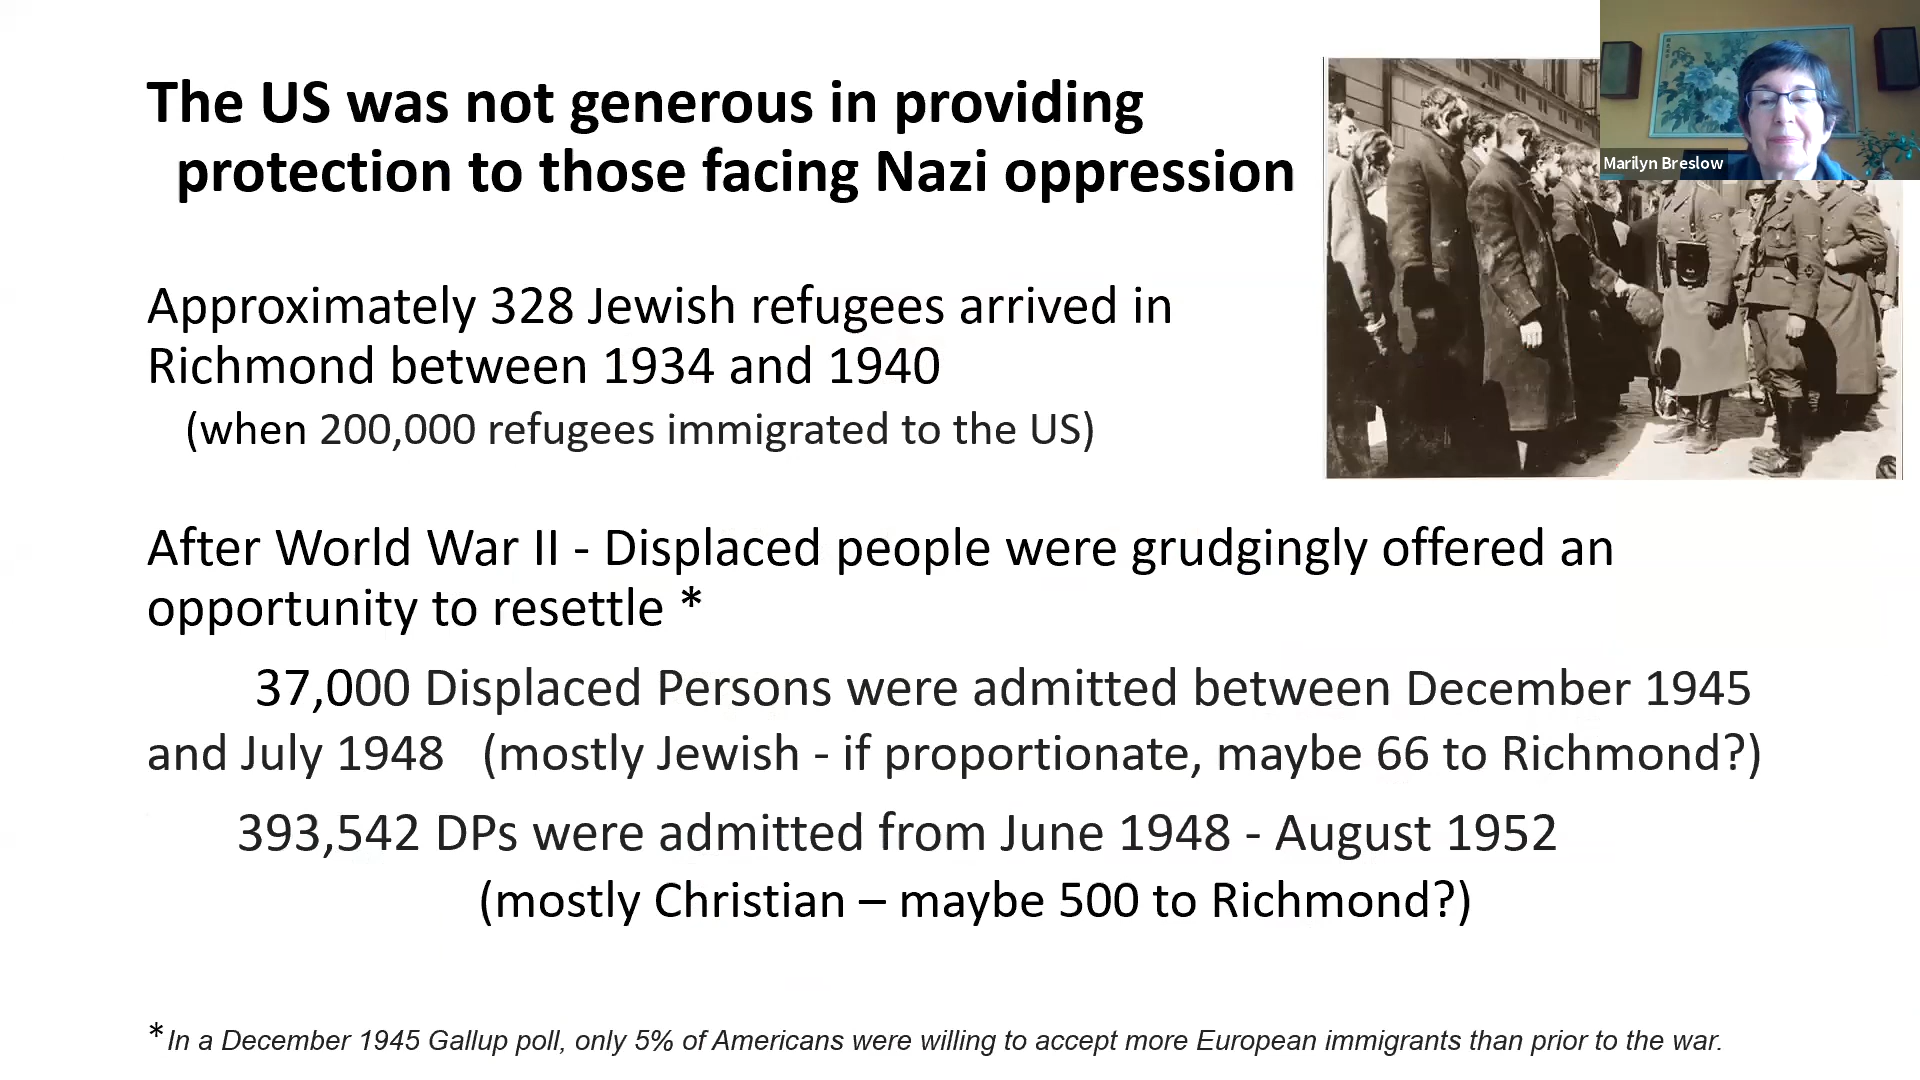 The US was not generous in providing
protection to those facing Nazi oppression
Marilyn Breslow
Approximately 328 Jewish refugees arrived in
Richmond between 1934 and 1940
(when 200,000 refugees immigrated to the US)
After World War II - Displaced people were grudgingly offered an
opportunity to resettle *
37,000 Displaced Persons were admitted between December 1945
and July 1948 (mostly Jewish - if proportionate, maybe 66 to Richmond?)
393,542 DPs were admitted from June 1948 - August 1952
(mostly Christian – maybe 500 to Richmond?)
*In a December 1945 Gallup poll, only 5% of Americans were willing to accept more European immigrants than prior to the war.